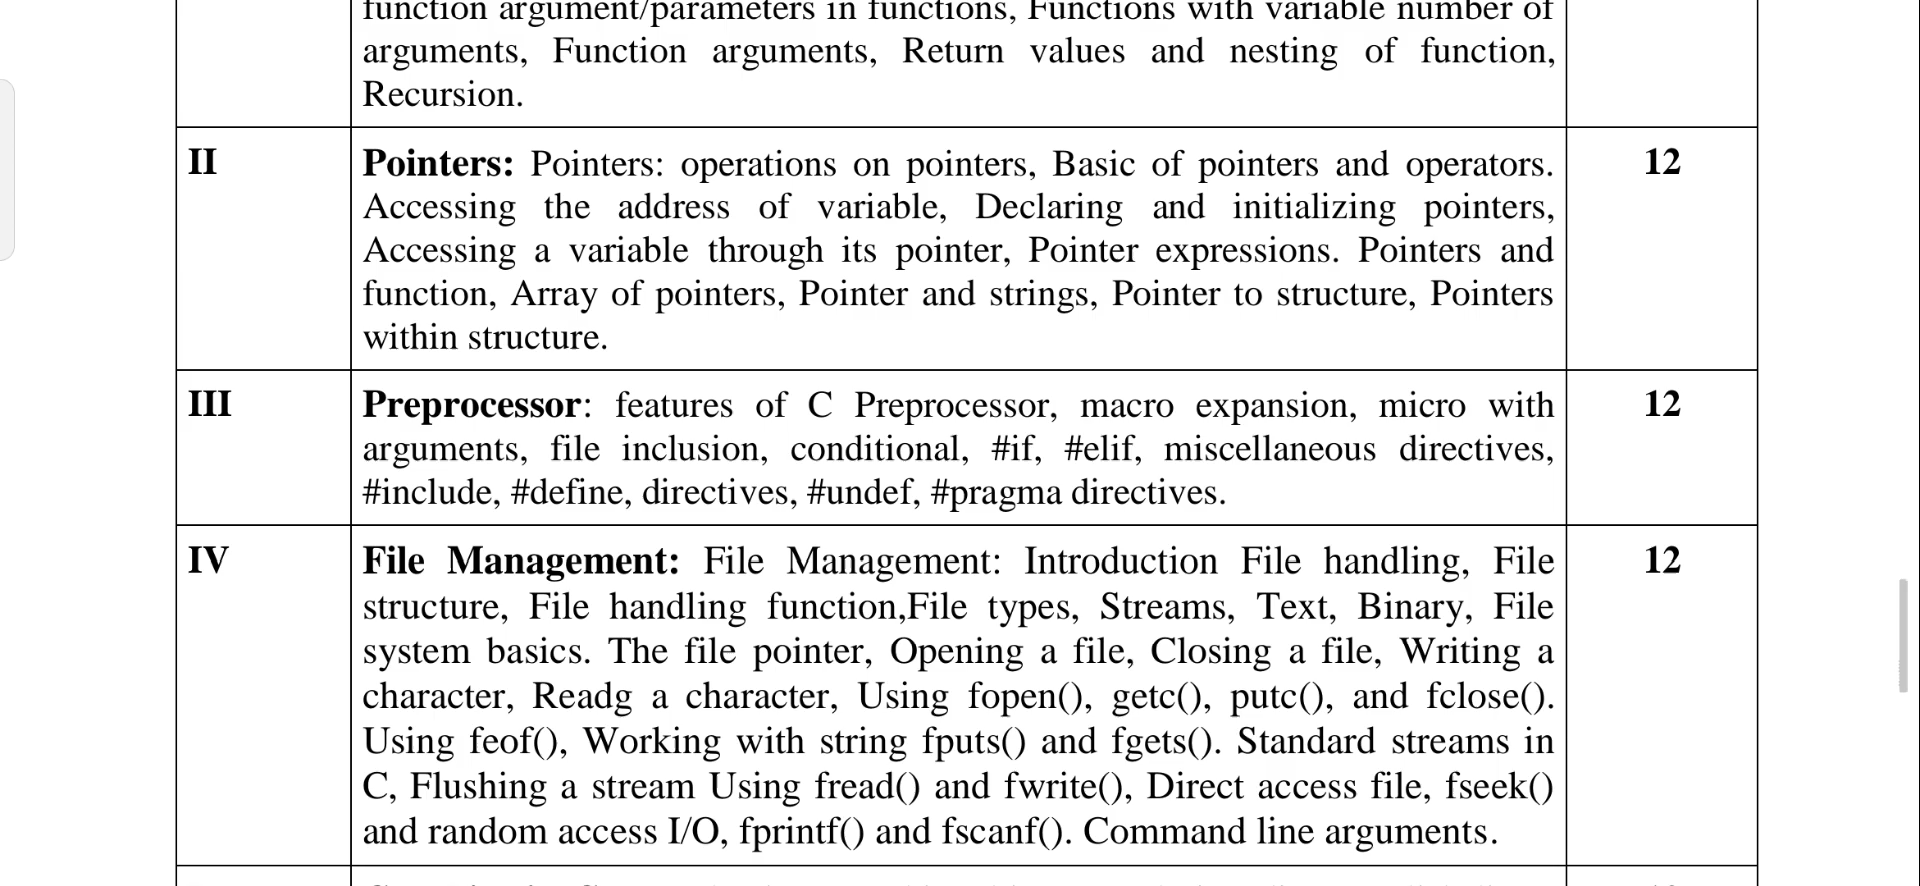 function argument/parameters in functions, Functions with variable number of
arguments, Function arguments, Return values and nesting of function,
Recursion.
II
Pointers: Pointers: operations on pointers, Basic of pointers and operators.
12
Accessing the address of variable, Declaring and initializing pointers,
Accessing a variable through its pointer, Pointer expressions. Pointers and
function, Array of pointers, Pointer and strings, Pointer to structure, Pointers
within structure.
III
Preprocessor: features of C Preprocessor, macro expansion, micro with
12
arguments, file inclusion, conditional, #if, #elif, miscellaneous directives,
#include, #define, directives, #undef, #pragma directives.
IV
File Management: File Management: Introduction File handling, File
12
structure, File handling function,File types, Streams, Text, Binary, File
system basics. The file pointer, Opening a file, Closing a file, Writing a
character, Readg a character, Using fopen(), getc(), putc(), and fclose().
Using feof(), Working with string fputs() and fgets(). Standard streams in
C, Flushing a stream Using fread() and fwrite(), Direct access file, fseek()
and random access I/O, fprintf() and fscanf(). Command line arguments.